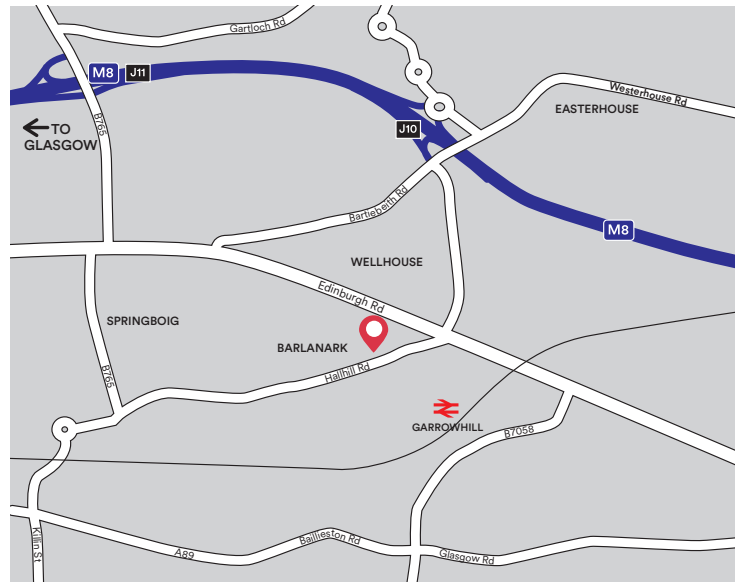 Gartloch Rd
M8
J11
Westerhouse Rd
EASTERHOUSE
B765
TO
GLASGOW
J10
Bartiebeith Rd
M8
WELLHOUSE
Edinburgh Rd
SPRINGBOIG
BARLANARK
Hallhill Rd
B765
GARROWHILL
B7058
Killin St
A89
Baillieston Rd
Glasgow Rd